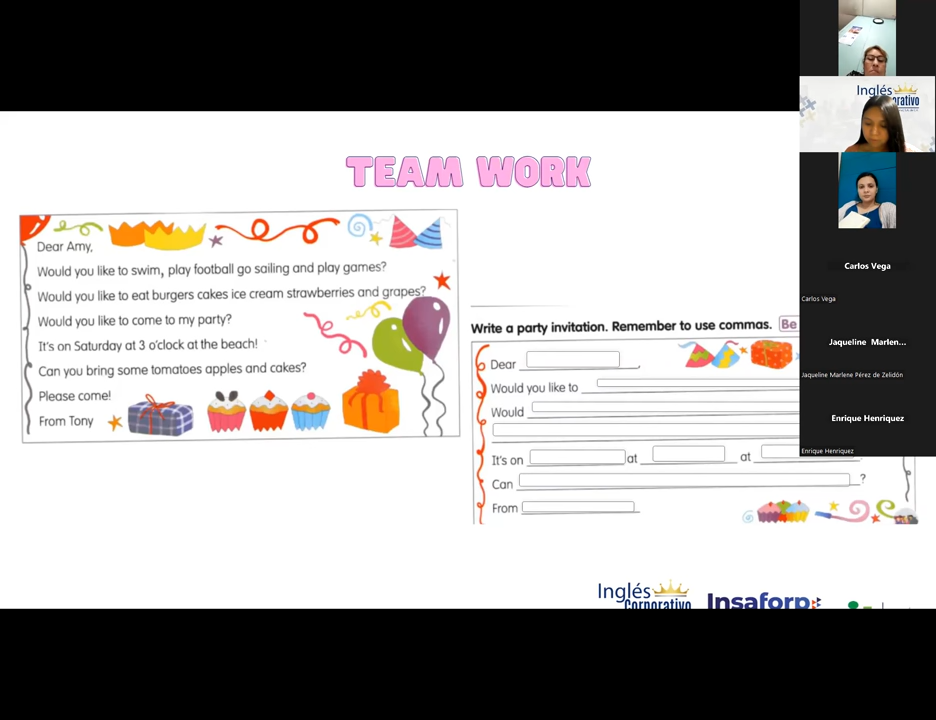 TEAM WORK
Dear Amy,
Would you like to swim, play football go sailing and play games?
Would you like to eat burgers cakes ice cream strawberries and grapes?
Would you like to come to my party?
It's on Saturday at 3 o'clock at the beach!
Can you bring some tomatoes apples and cakes?
Please come!
From Tony
Write a party invitation. Remember to use commas. Be
Dear ,
Would you like to
Would
It's on at at
Can ?
From
Inglés
Corporativo
Insaforp
Inglés
orativo
Carlos Vega
Carlos Vega
Jaqueline Marlen...
Jaqueline Marlene Pérez de Zelidón
Enrique Henriquez
Enrique Henriquez